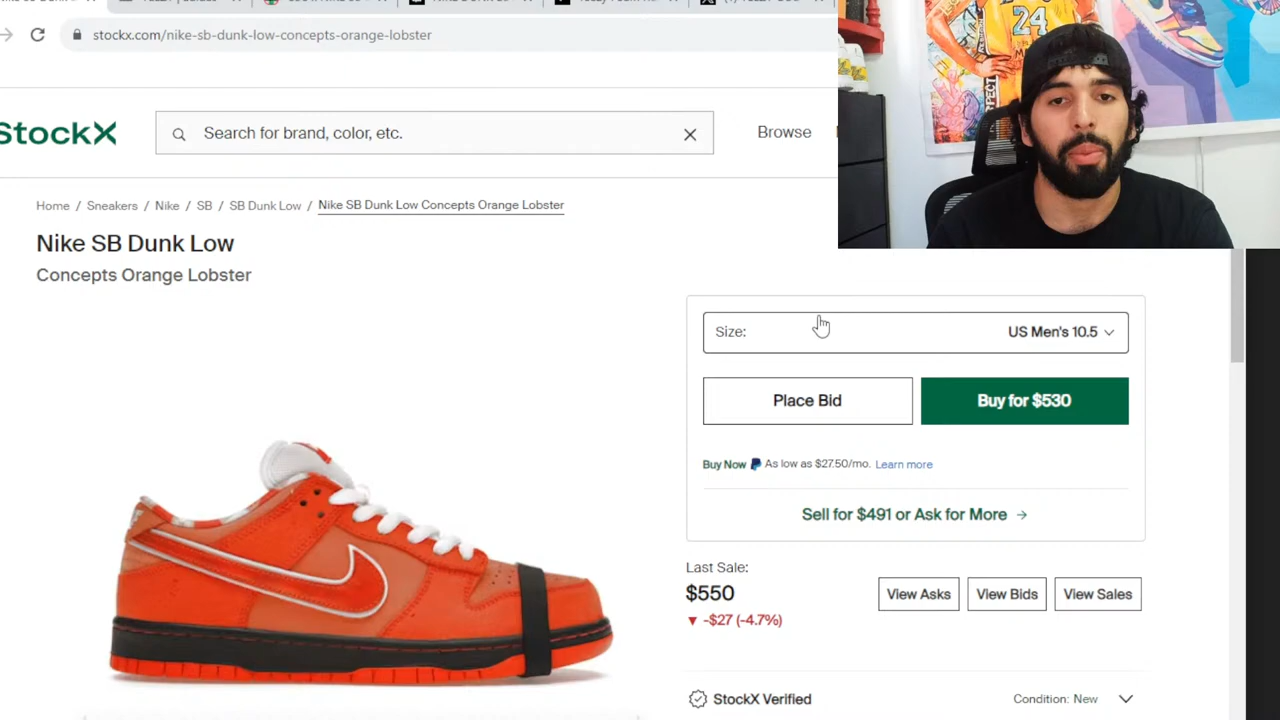 stockx.com/nike-sb-dunk-low-concepts-orange-lobster
StockX
Search for brand, color, etc.
Browse
Home / Sneakers / Nike / SB / SB Dunk Low / Nike SB Dunk Low Concepts Orange Lobster
Nike SB Dunk Low
Concepts Orange Lobster
Size: US Men's 10.5
Place Bid
Buy for $530
Buy Now As low as $27.50/mo. Learn more
Sell for $491 or Ask for More →
Last Sale:
$550
▼ -$27 (-4.7%)
View Asks
View Bids
View Sales
StockX Verified
Condition: New
24